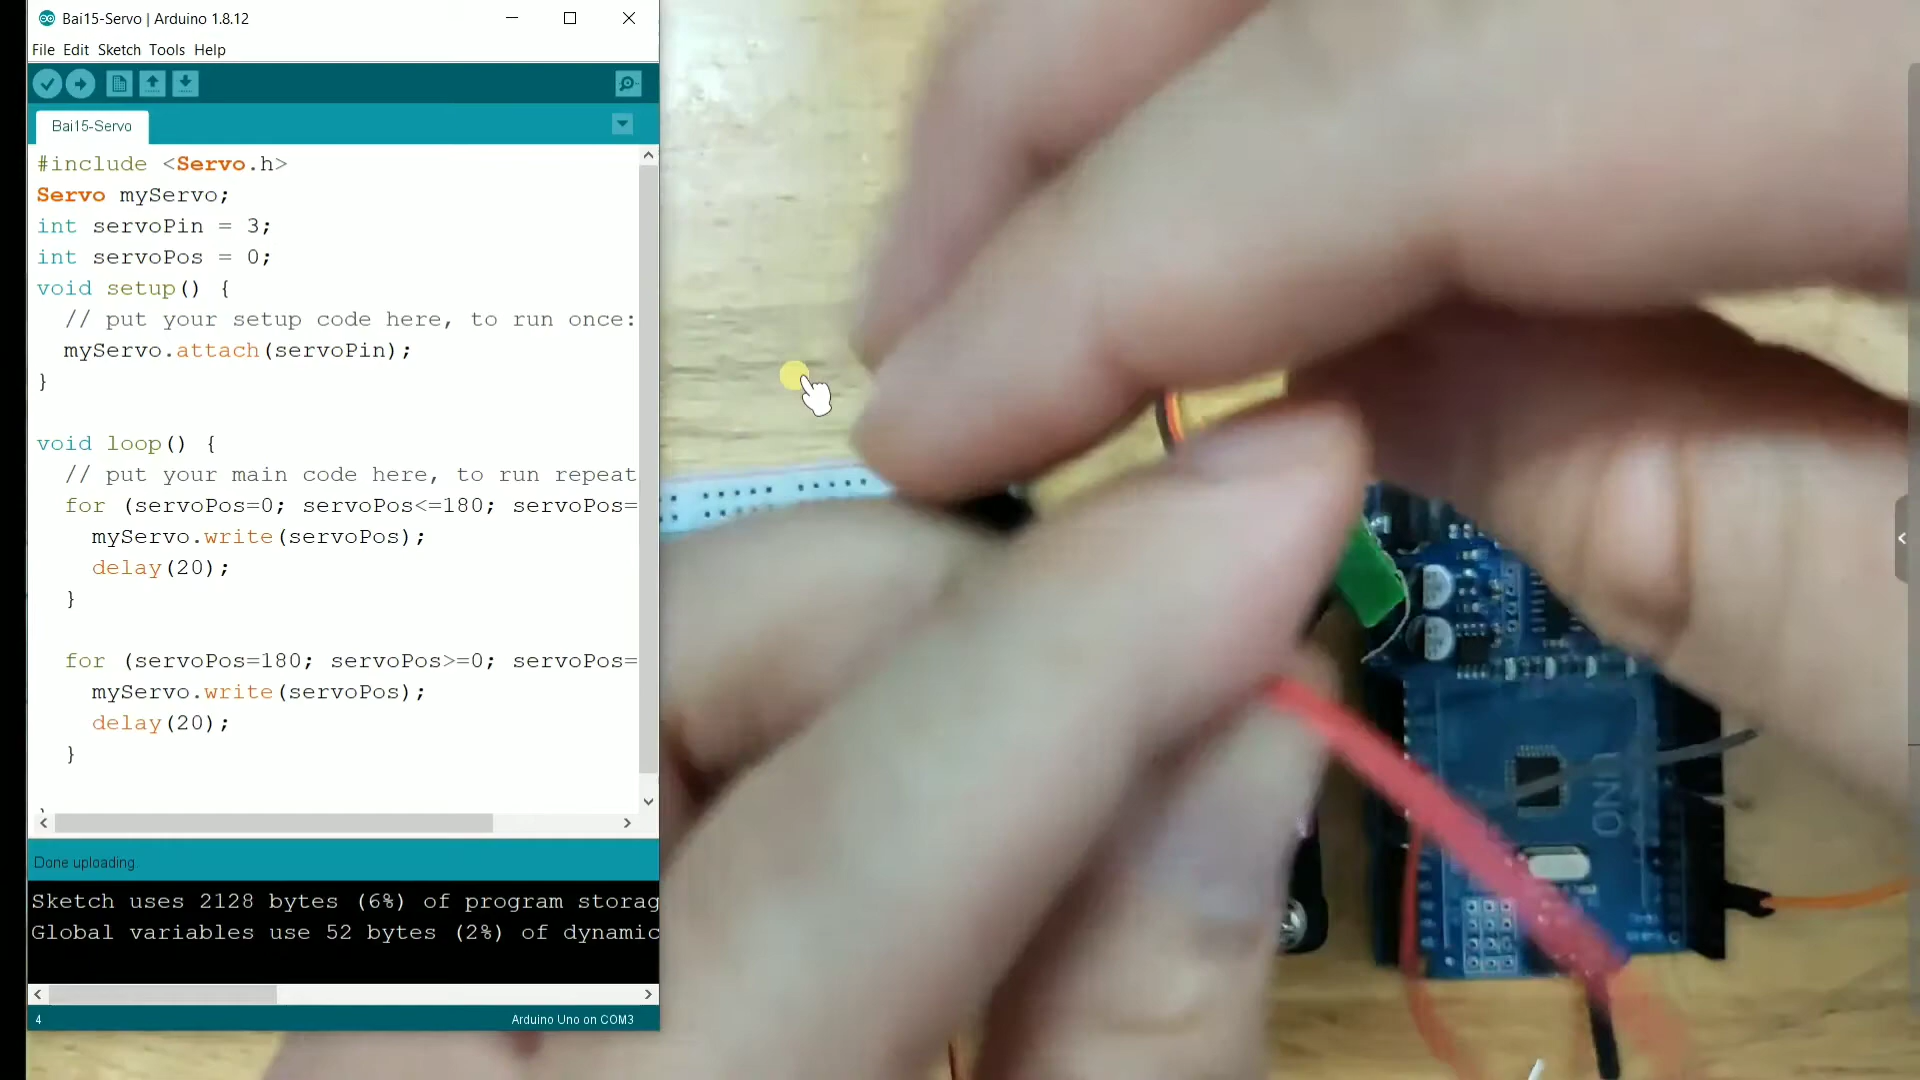 Bai15-Servo | Arduino 1.8.12
File Edit Sketch Tools Help
Bai15-Servo
#include <Servo.h>
Servo myServo;
int servoPin = 3;
int servoPos = 0;
void setup() {
  // put your setup code here, to run once:
  myServo.attach(servoPin);
}
void loop() {
  // put your main code here, to run repeat
  for (servoPos=0; servoPos<=180; servoPos=
    myServo.write(servoPos);
    delay(20);
  }
  for (servoPos=180; servoPos>=0; servoPos=
    myServo.write(servoPos);
    delay(20);
  }
Done uploading.
Sketch uses 2128 bytes (6%) of program storag
Global variables use 52 bytes (2%) of dynamic
4
Arduino Uno on COM3
UNO